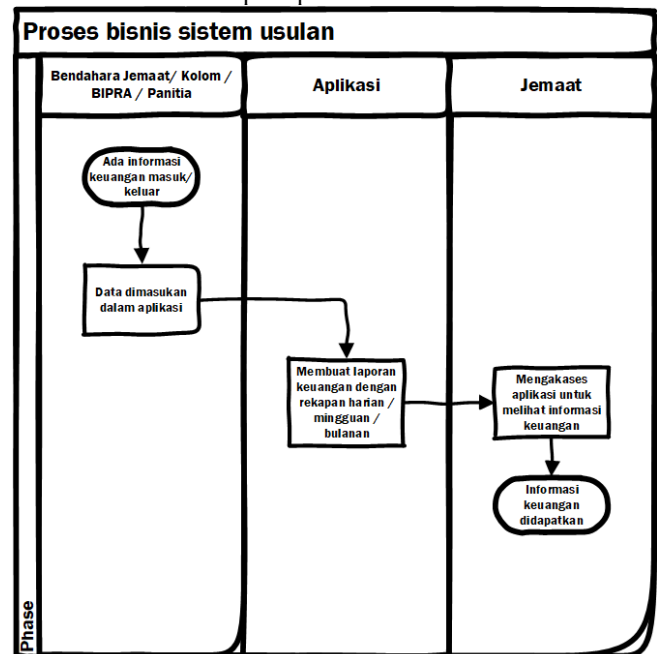 Proses bisnis sistem usulan
Bendahara Jemaat/ Kolom /
BIPRA / Panitia
Aplikasi
Jemaat
Ada informasi
keuangan masuk/
keluar
Data dimasukan
dalam aplikasi
Membuat laporan
keuangan dengan
rekapan harian /
mingguan /
bulanan
Mengakases
aplikasi untuk
melihat informasi
keuangan
Informasi
keuangan
didapatkan
Phase